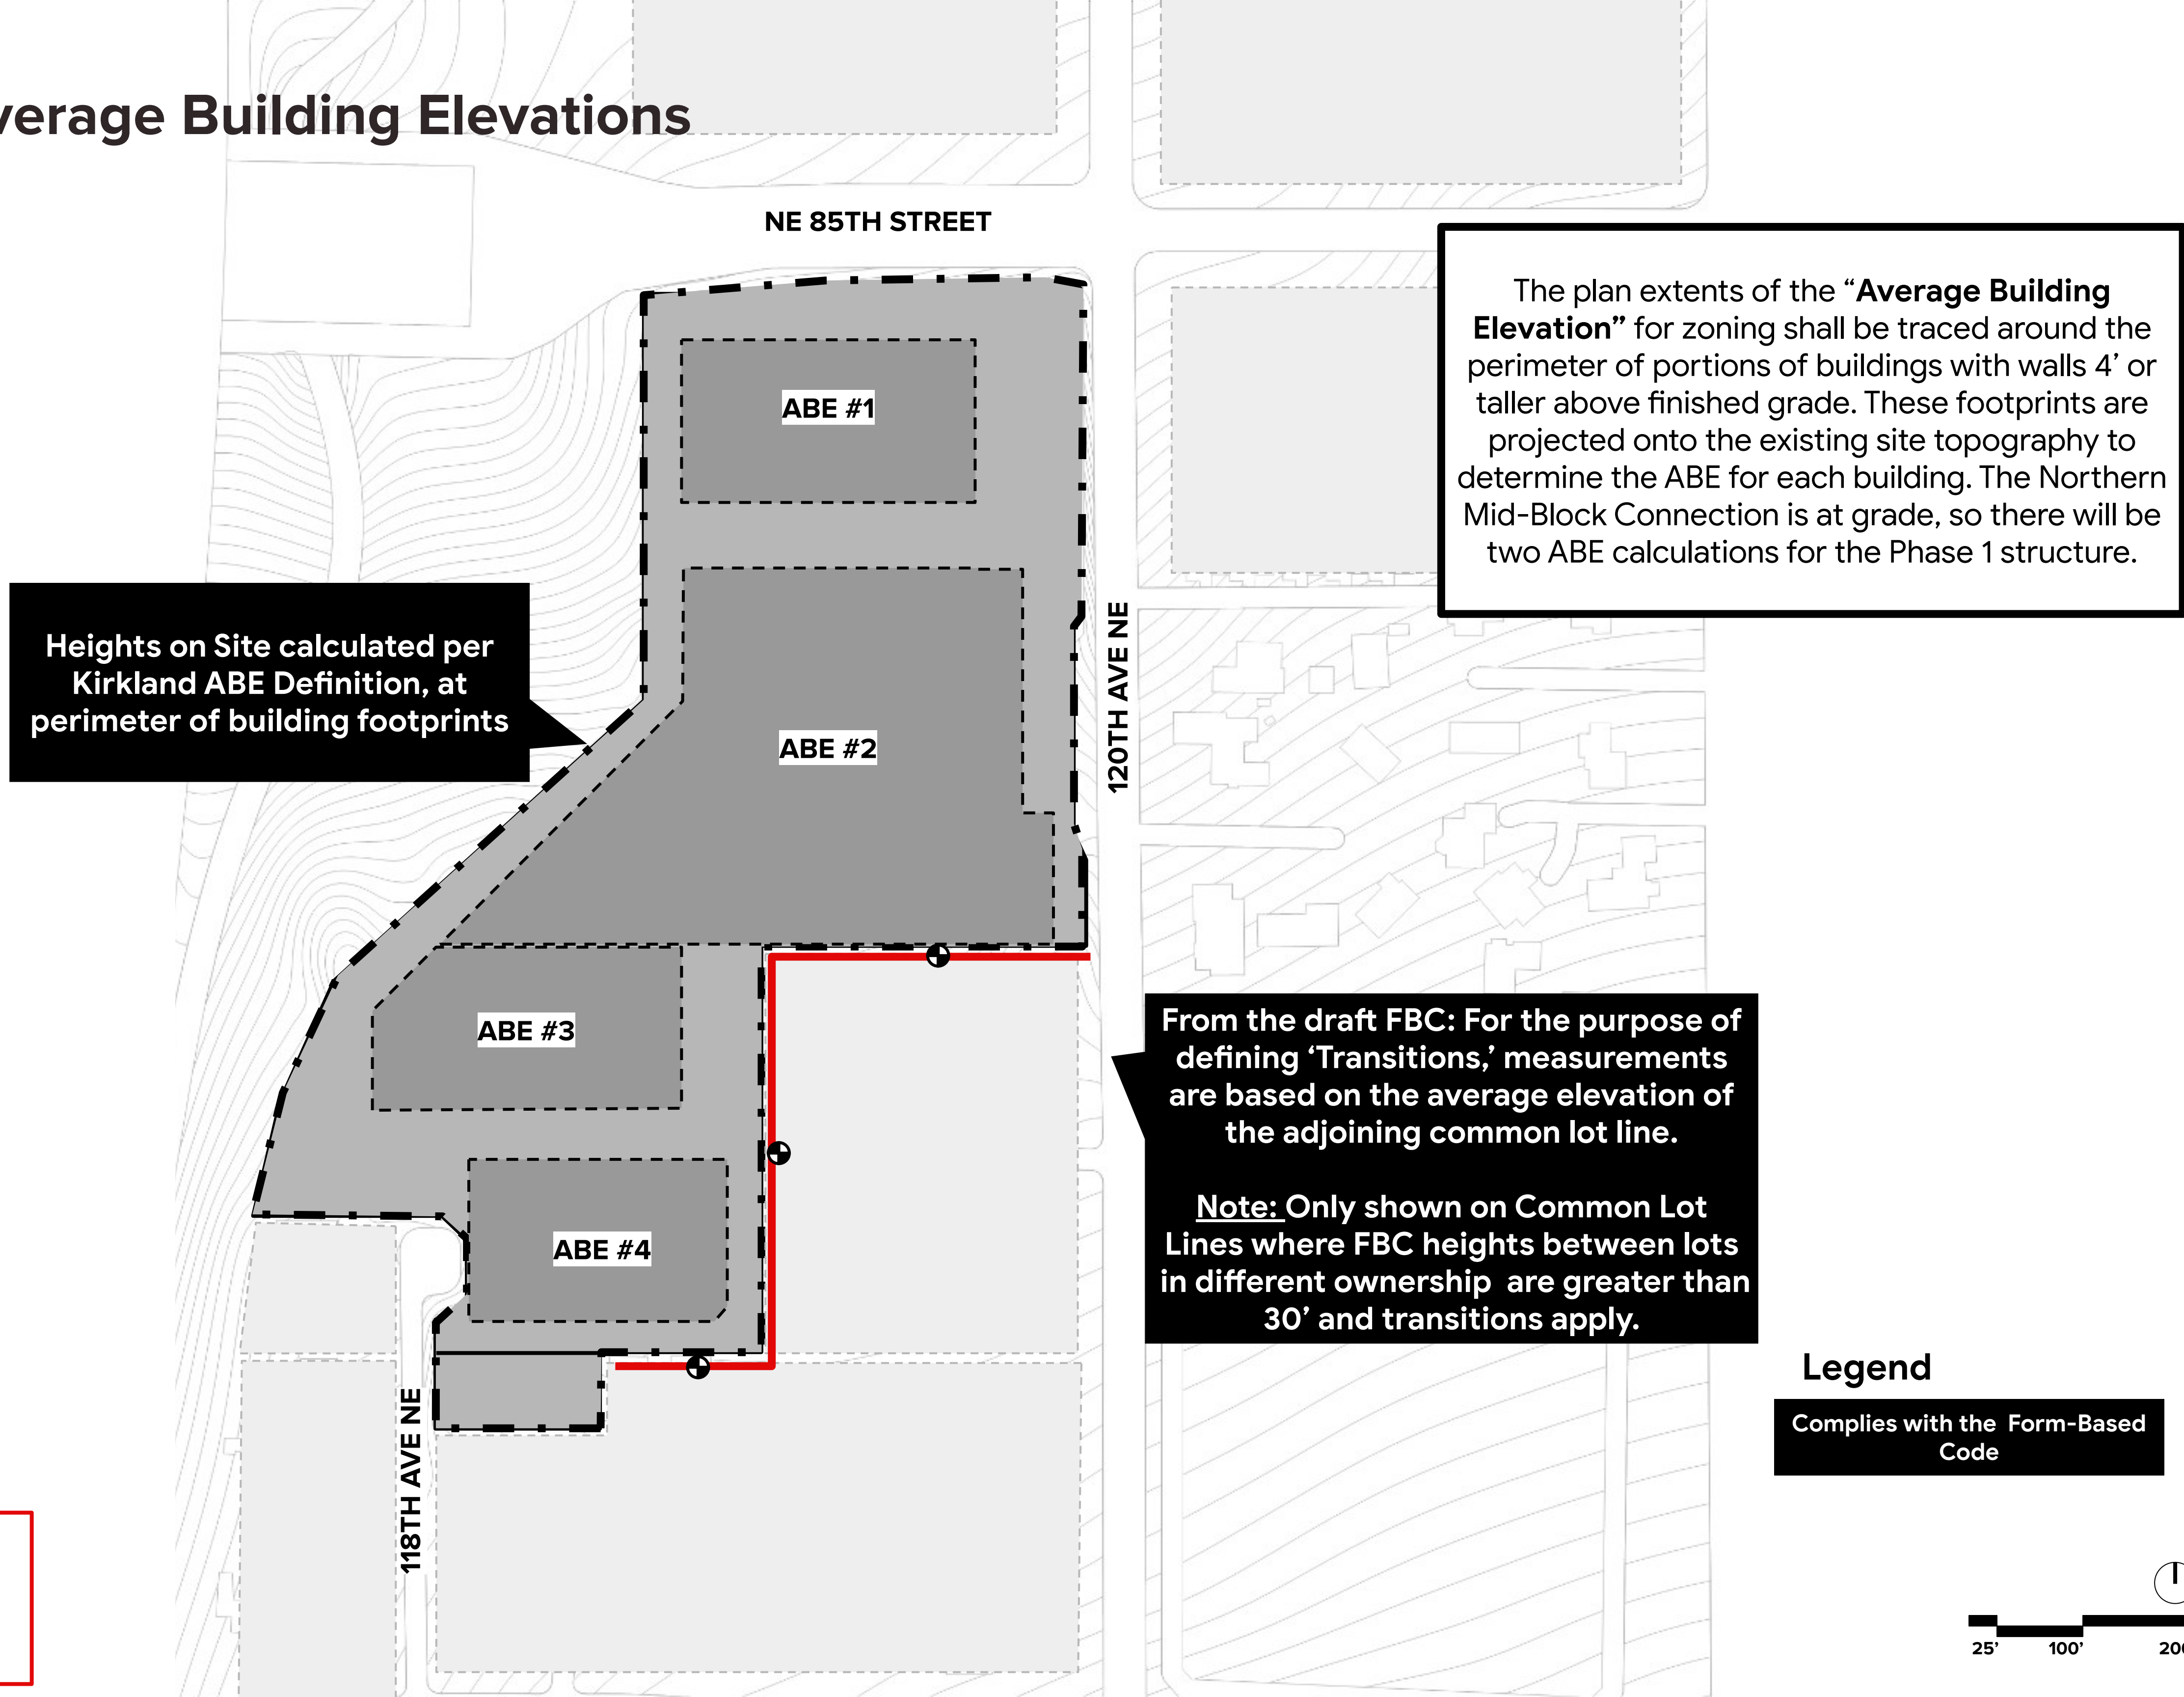 verage Building Elevations
NE 85TH STREET
The plan extents of the “Average Building
Elevation” for zoning shall be traced around the
perimeter of portions of buildings with walls 4’ or
taller above finished grade. These footprints are
projected onto the existing site topography to
determine the ABE for each building. The Northern
Mid-Block Connection is at grade, so there will be
two ABE calculations for the Phase 1 structure.
ABE #1
Heights on Site calculated per
Kirkland ABE Definition, at
perimeter of building footprints
120TH AVE NE
ABE #2
ABE #3
From the draft FBC: For the purpose of
defining ‘Transitions,’ measurements
are based on the average elevation of
the adjoining common lot line.
Note: Only shown on Common Lot
Lines where FBC heights between lots
in different ownership  are greater than
30’ and transitions apply.
ABE #4
118TH AVE NE
Legend
Complies with the  Form-Based
Code
25’ 100’ 200